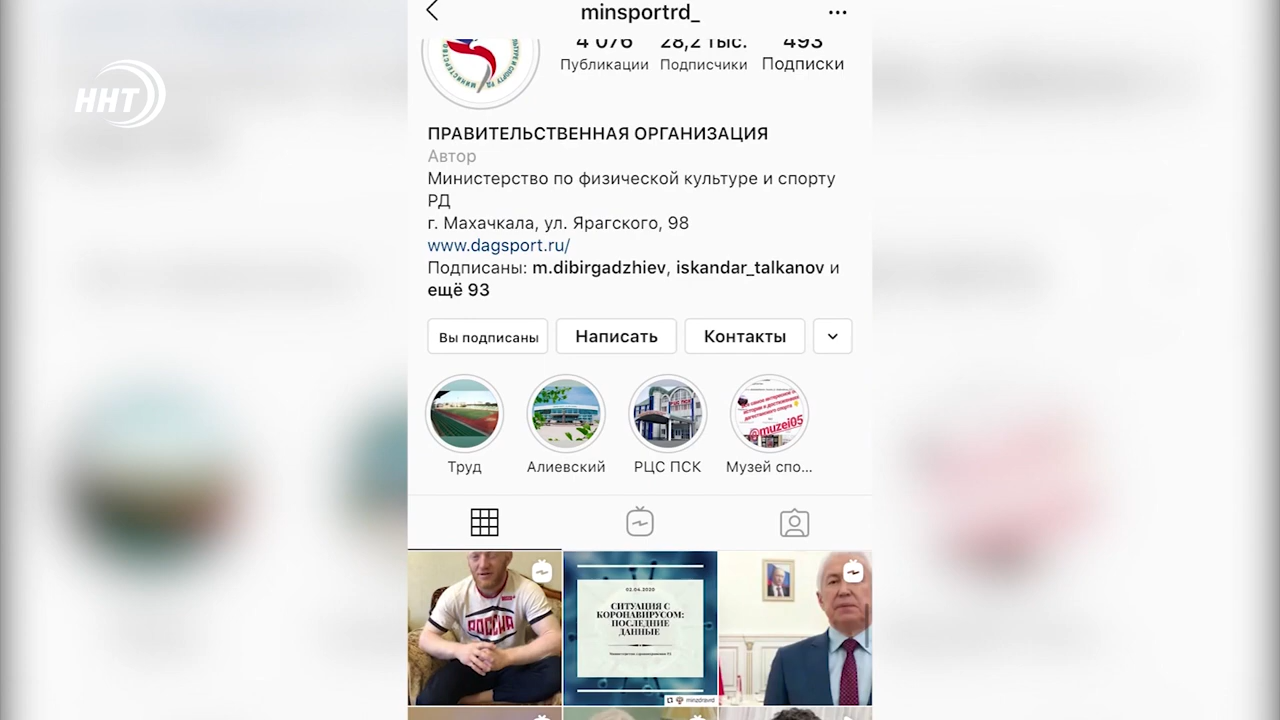 minsportrd_
ННТ
4 076 28,2 тыс. 493
Публикации Подписчики Подписки
ПРАВИТЕЛЬСТВЕННАЯ ОРГАНИЗАЦИЯ
Автор
Министерство по физической культуре и спорту
РД
г. Махачкала, ул. Ярагского, 98
www.dagsport.ru/
Подписаны: m.dibirgadzhiev, iskandar_talkanov и
ещё 93
Вы подписаны Написать Контакты
@muzei05
Труд Алиевский РЦС ПСК Музей спо...
02.04.2020
СИТУАЦИЯ С
КОРОНАВИРУСОМ:
ПОСЛЕДНИЕ
ДАННЫЕ
РОССИЯ
minzdravrd